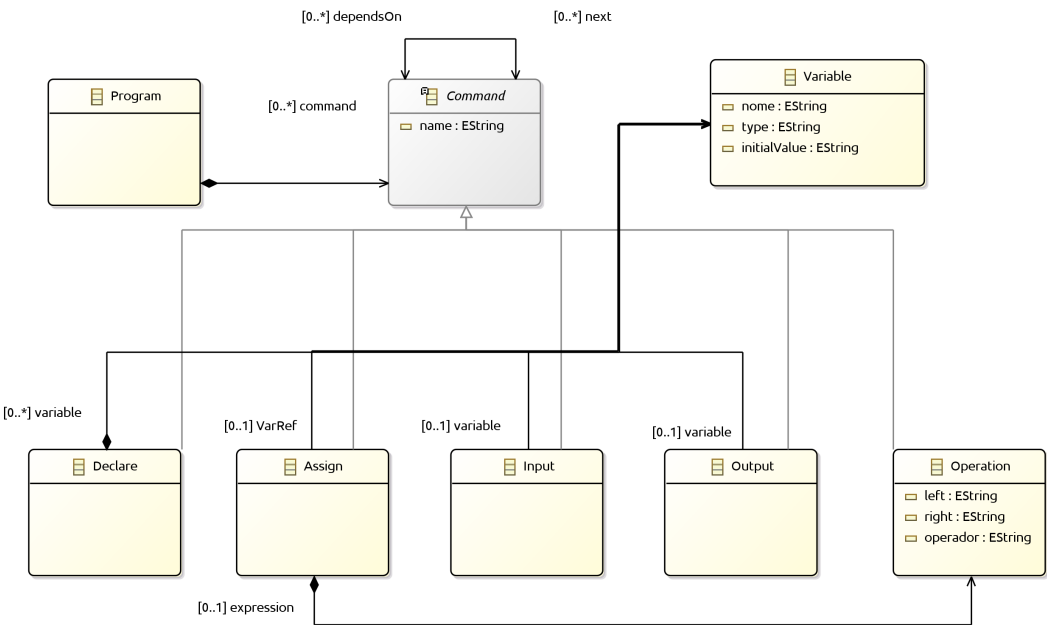 [0..*] dependsOn
[0..*] next
Program
[0..*] command
Command
name : EString
Variable
nome : EString
type : EString
initialValue : EString
[0..*] variable
[0..1] VarRef
[0..1] variable
[0..1] variable
Declare
Assign
Input
Output
Operation
left : EString
right : EString
operador : EString
[0..1] expression